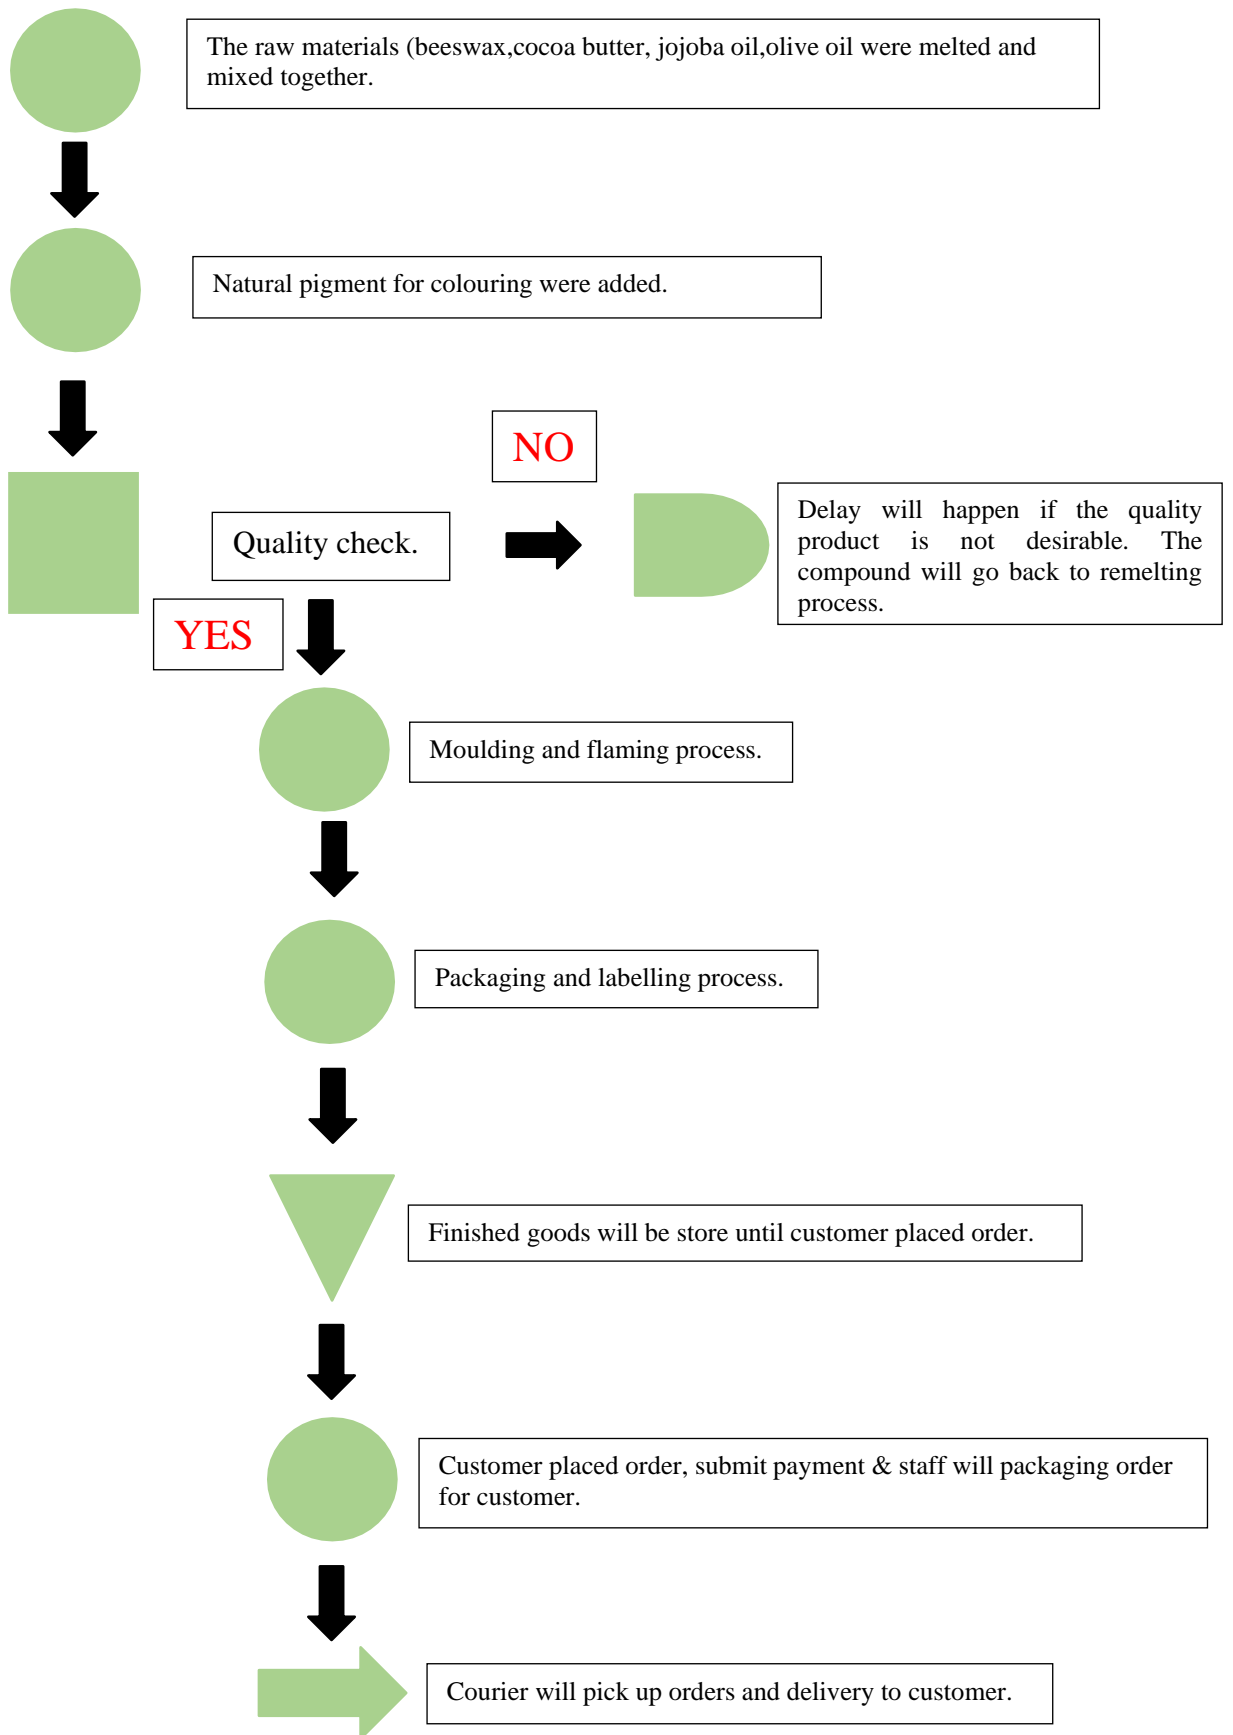 The raw materials (beeswax,cocoa butter, jojoba oil,olive oil were melted and
mixed together.
Natural pigment for colouring were added.
NO
Quality check.
Delay will happen if the quality
product is not desirable. The
compound will go back to remelting
process.
YES
Moulding and flaming process.
Packaging and labelling process.
Finished goods will be store until customer placed order.
Customer placed order, submit payment & staff will packaging order
for customer.
Courier will pick up orders and delivery to customer.